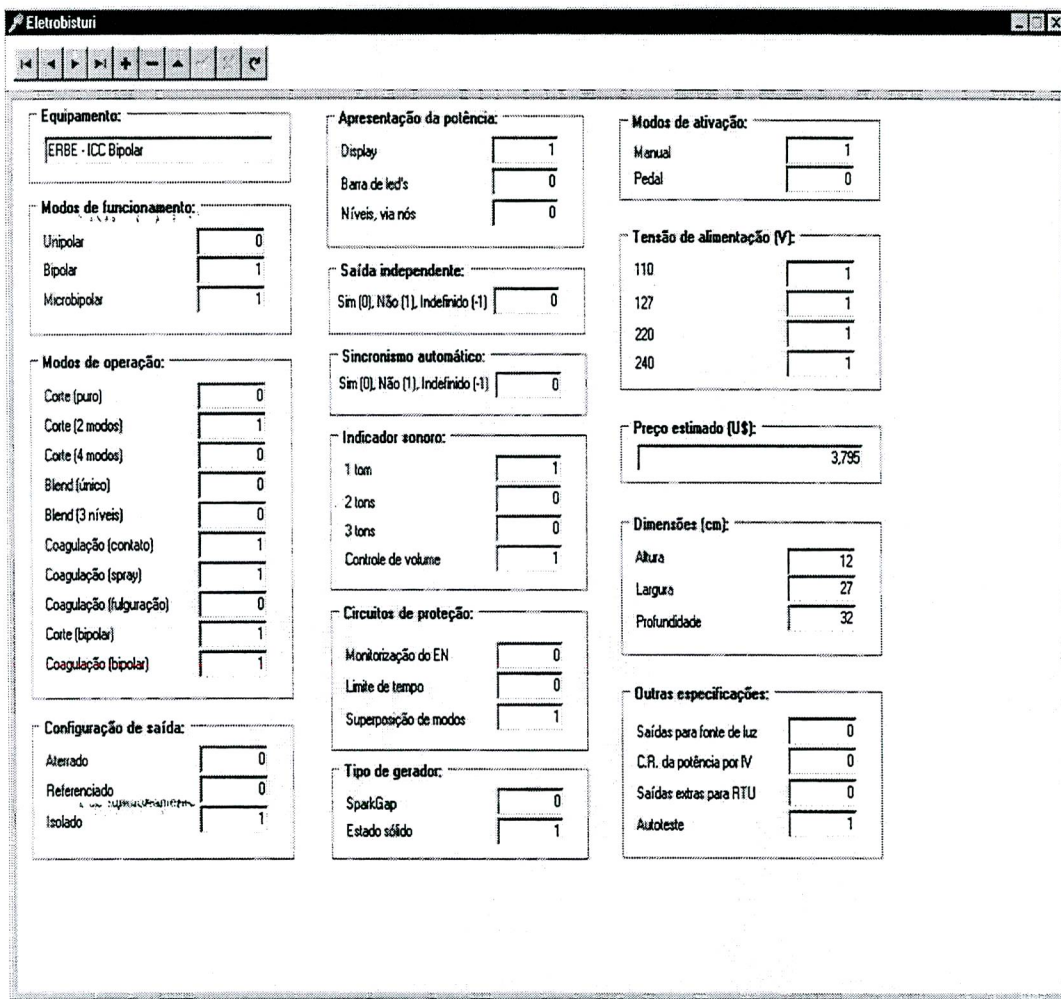 Eletrobisturi
Equipamento:
ERBE - ICC Bipolar
Modos de funcionamento:
Unipolar 0
Bipolar 1
Microbipolar 1
Modos de operação:
Corte (puro) 0
Corte (2 modos) 1
Corte (4 modos) 0
Blend (único) 0
Blend (3 níveis) 0
Coagulação (contato) 1
Coagulação (spray) 1
Coagulação (fulguração) 0
Corte (bipolar) 1
Coagulação (bipolar) 1
Configuração de saída:
Aterrado 0
Referenciado 0
Isolado 1
Apresentação da potência:
Display 1
Barra de led's 0
Níveis, via nós 0
Saída independente:
Sim (0), Não (1), Indefinido (-1) 0
Sincronismo automático:
Sim (0), Não (1), Indefinido (-1) 0
Indicador sonoro:
1 tom 1
2 tons 0
3 tons 0
Controle de volume 1
Circuitos de proteção:
Monitorização do EN 0
Limite de tempo 0
Superposição de modos 1
Tipo de gerador:
SparkGap 0
Estado sólido 1
Modos de ativação:
Manual 1
Pedal 0
Tensão de alimentação (V):
110 1
127 1
220 1
240 1
Preço estimado (U$):
3,795
Dimensões (cm):
Altura 12
Largura 27
Profundidade 32
Outras especificações:
Saídas para fonte de luz 0
C.R. da potência por IV 0
Saídas extras para RTU 0
Autoteste 1